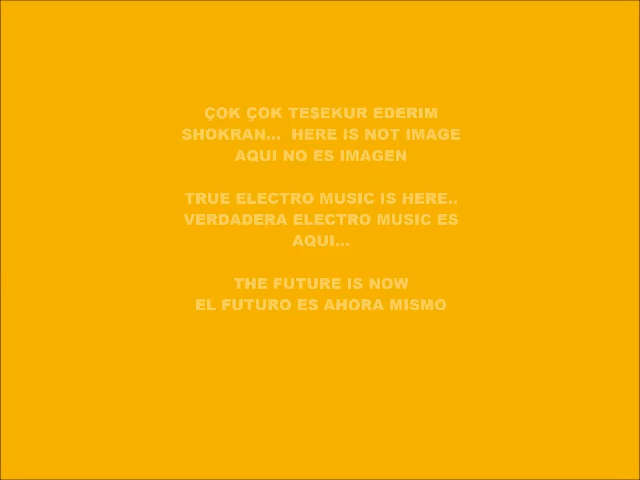 ÇOK ÇOK TEŞEKUR EDERIM
SHOKRAN... HERE IS NOT IMAGE
AQUI NO ES IMAGEN
TRUE ELECTRO MUSIC IS HERE..
VERDADERA ELECTRO MUSIC ES
AQUI...
THE FUTURE IS NOW
EL FUTURO ES AHORA MISMO